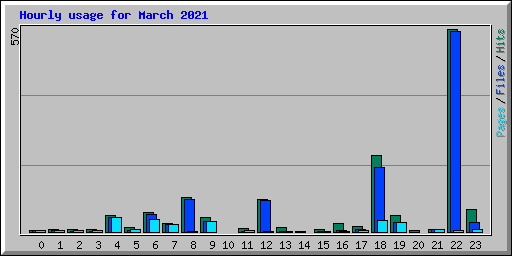 Hourly usage for March 2021
570
Pages/Files/Hits
0 1 2 3 4 5 6 7 8 9 10 11 12 13 14 15 16 17 18 19 20 21 22 23